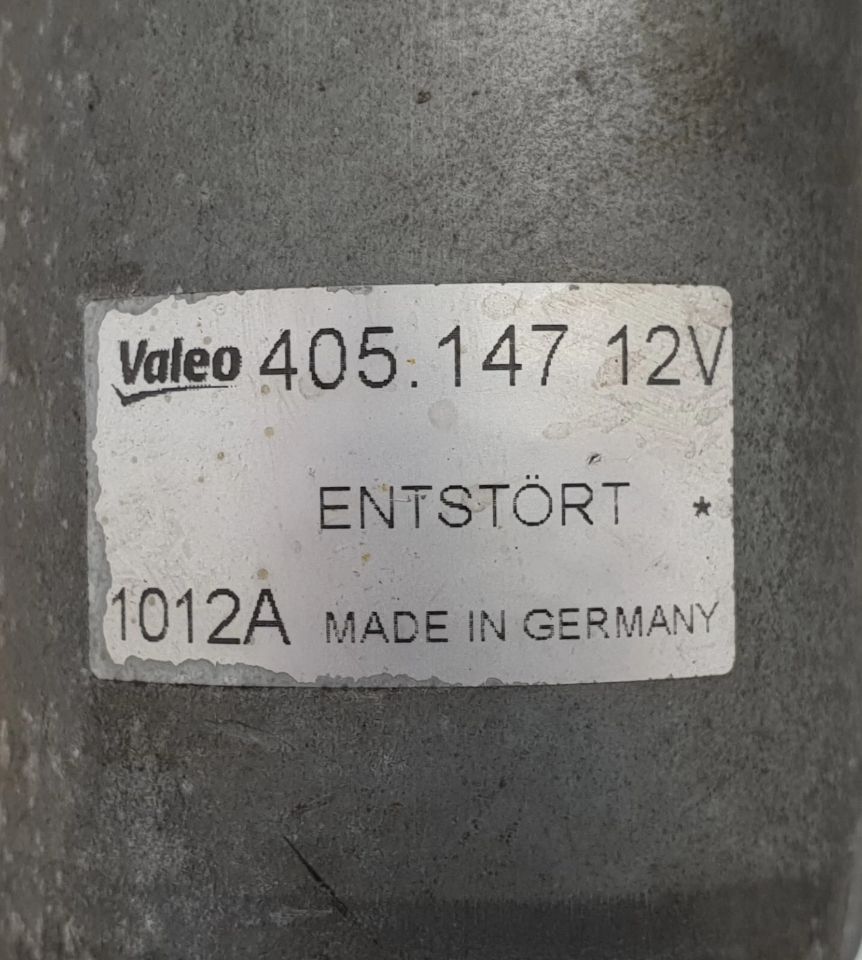 Valeo 405.147 12V
ENTSTÖRT *
1012A MADE IN GERMANY